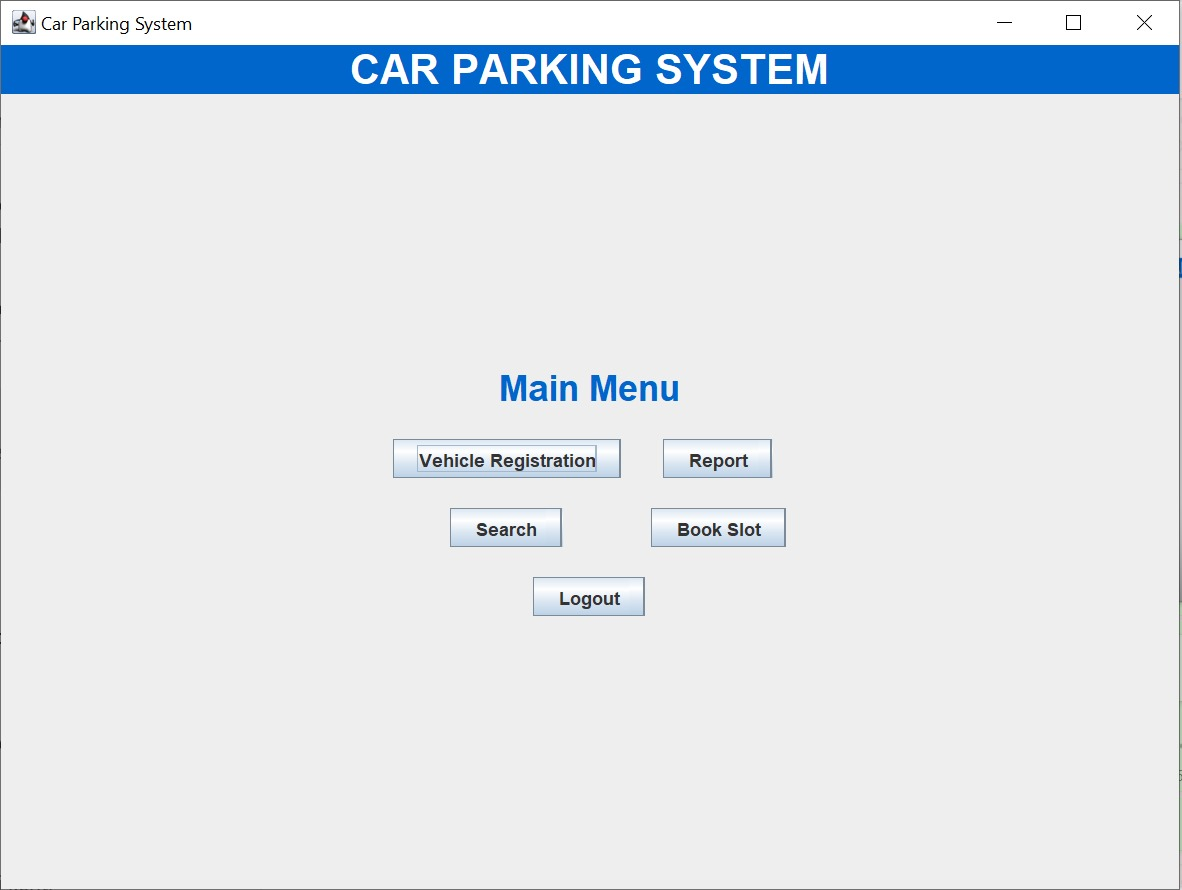 Car Parking System
CAR PARKING SYSTEM
Main Menu
Vehicle Registration Report
Search Book Slot
Logout